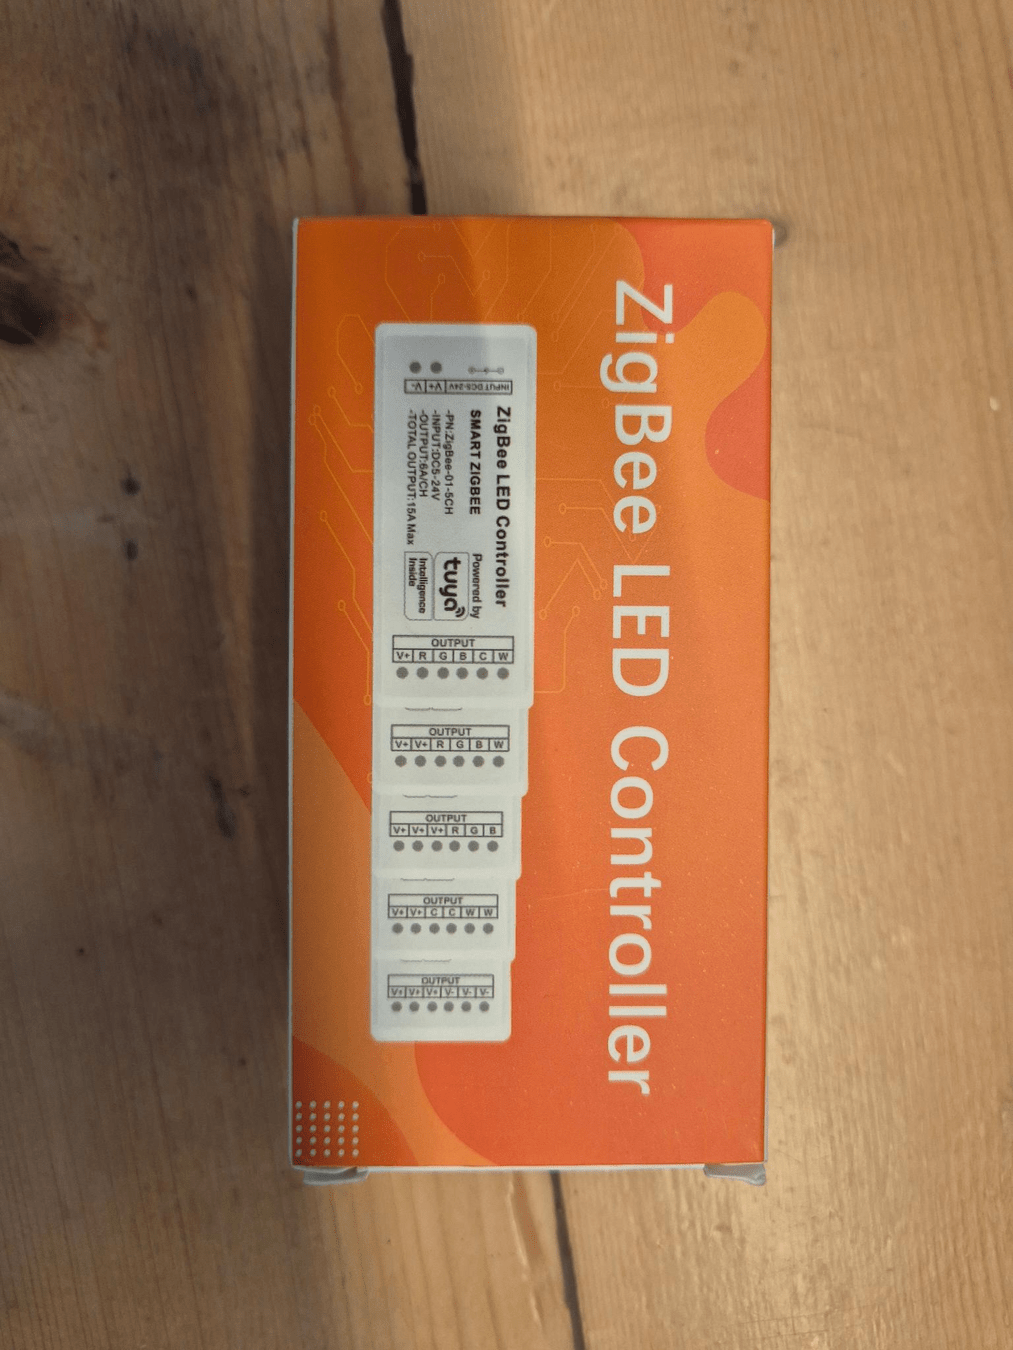 ZigBee LED Controller
ZigBee LED Controller
SMART ZIGBEE
-PN:ZigBee-01-5CH
-INPUT:DC5-24V
-OUTPUT:6A/CH
-TOTAL OUTPUT:15A Max
Powered by
tuya
Intelligence
Inside
INPUT DC5-24V V+ V-
OUTPUT
V+ R G B C W
OUTPUT
V+ V+ R G B W
OUTPUT
V+ V+ V+ R G B
OUTPUT
V+ V+ C C W W
OUTPUT
V+ V+ V+ V- V- V-